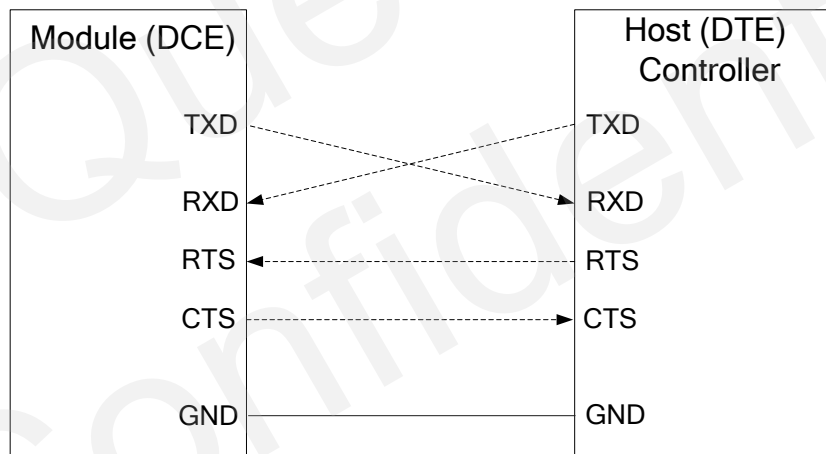 Module (DCE)
Host (DTE)
Controller
TXD
TXD
RXD
RXD
RTS
RTS
CTS
CTS
GND
GND